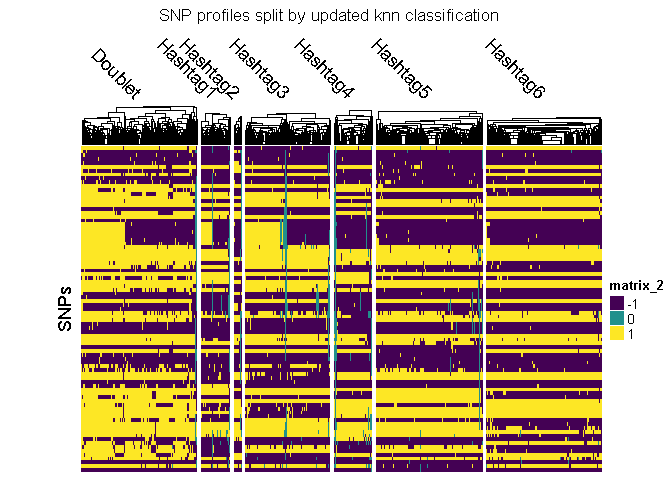 SNP profiles split by updated knn classification
Doublet
Hashtag1
Hashtag2
Hashtag3
Hashtag4
Hashtag5
Hashtag6
SNPs
matrix_2
-1
0
1